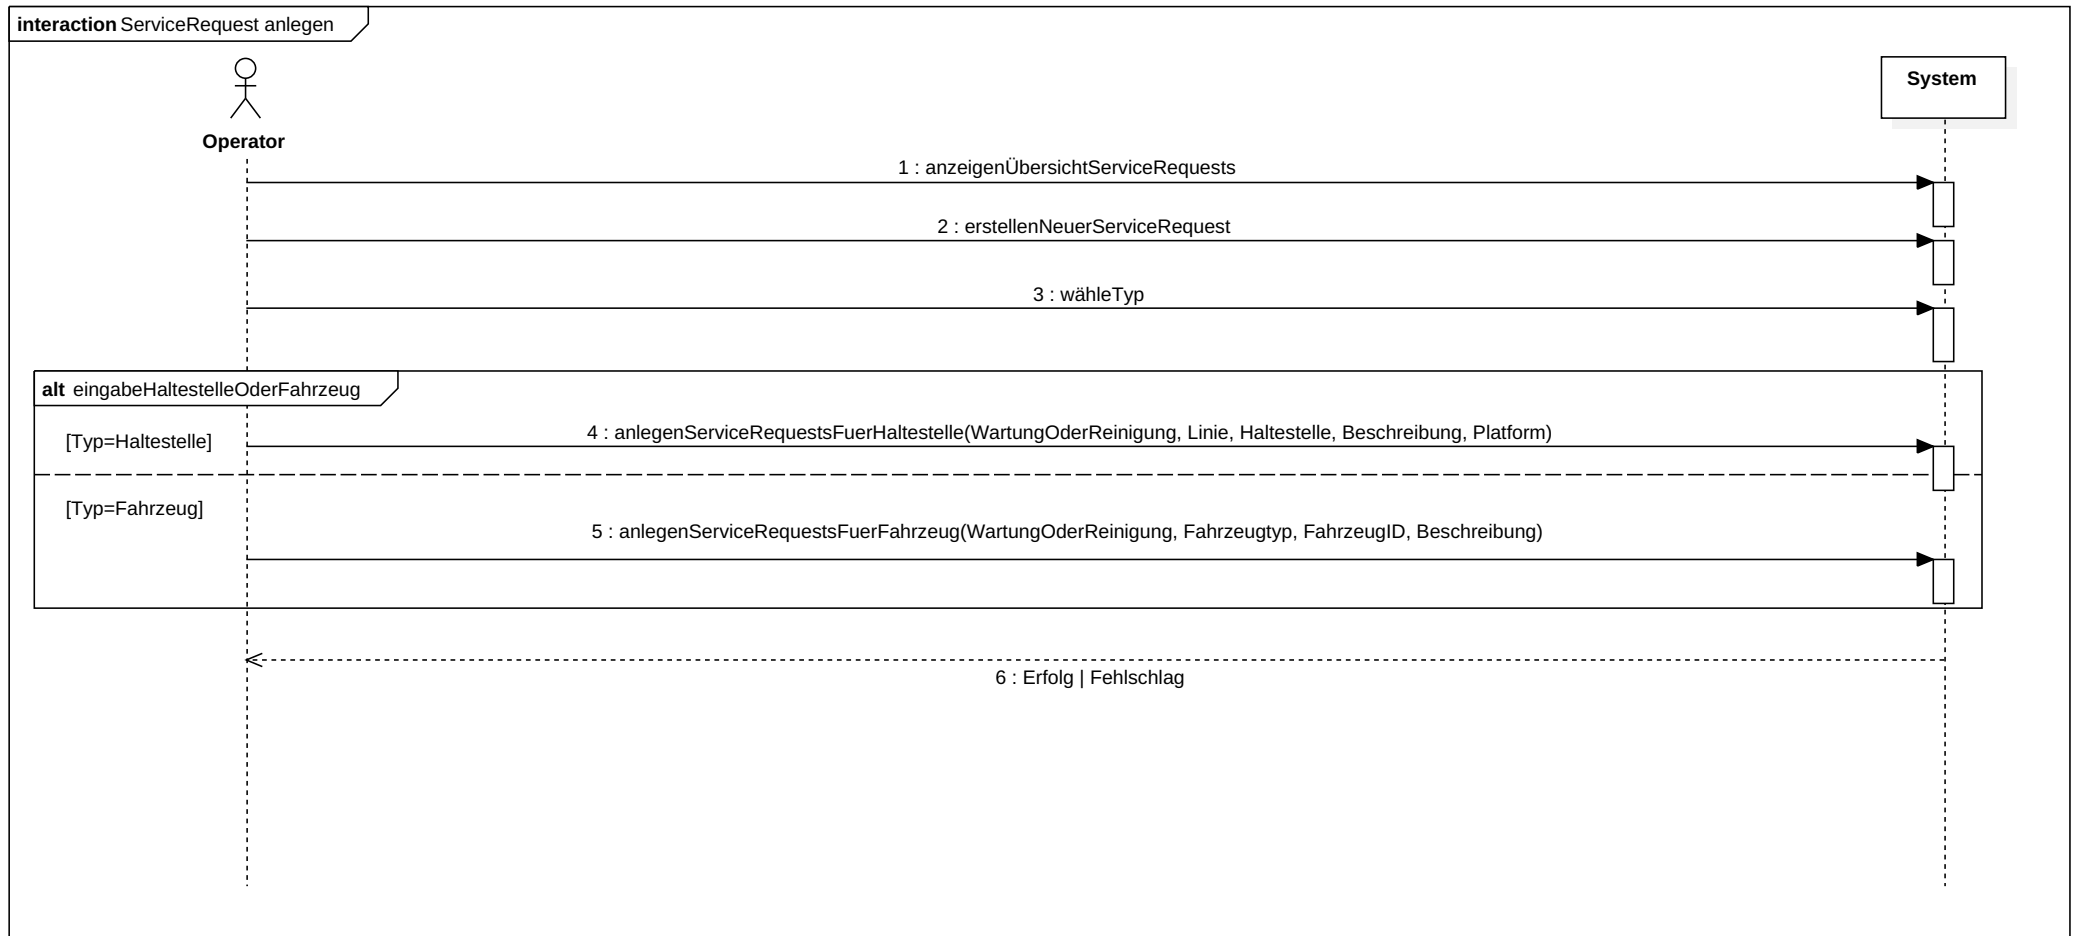 interaction ServiceRequest anlegen
System
Operator
1 : anzeigenÜbersichtServiceRequests
2 : erstellenNeuerServiceRequest
3 : wähleTyp
alt eingabeHaltestelleOderFahrzeug
[Typ=Haltestelle]
4 : anlegenServiceRequestsFuerHaltestelle(WartungOderReinigung, Linie, Haltestelle, Beschreibung, Platform)
[Typ=Fahrzeug]
5 : anlegenServiceRequestsFuerFahrzeug(WartungOderReinigung, Fahrzeugtyp, FahrzeugID, Beschreibung)
6 : Erfolg | Fehlschlag